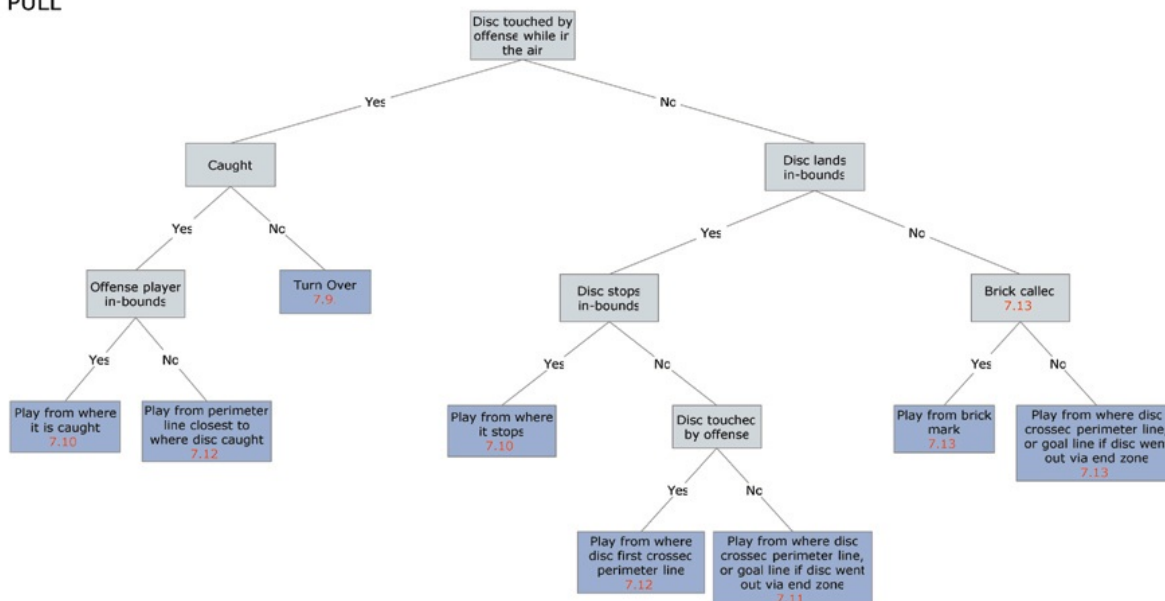 PULL
Disc touched by
offense while ir
the air
Yes
No
Caught
Disc lands
in-bounds
Yes
No
Yes
No
Offense player
in-bounds
Turn Over
7.9
Disc stops
in-bounds
Brick callec
7.13
Yes
No
Yes
No
Yes
No
Play from where
it is caught
7.10
Play from perimeter
line closest to
where disc caught
7.12
Play from where
it stops
7.10
Disc touchec
by offense
Play from brick
mark
7.13
Play from where disc
crossec perimeter line,
or goal line if disc went
out via end zone
7.13
Yes
No
Play from where
disc first crossec
perimeter line
7.12
Play from where disc
crossec perimeter line,
or goal line if disc went
out via end zone
7.11